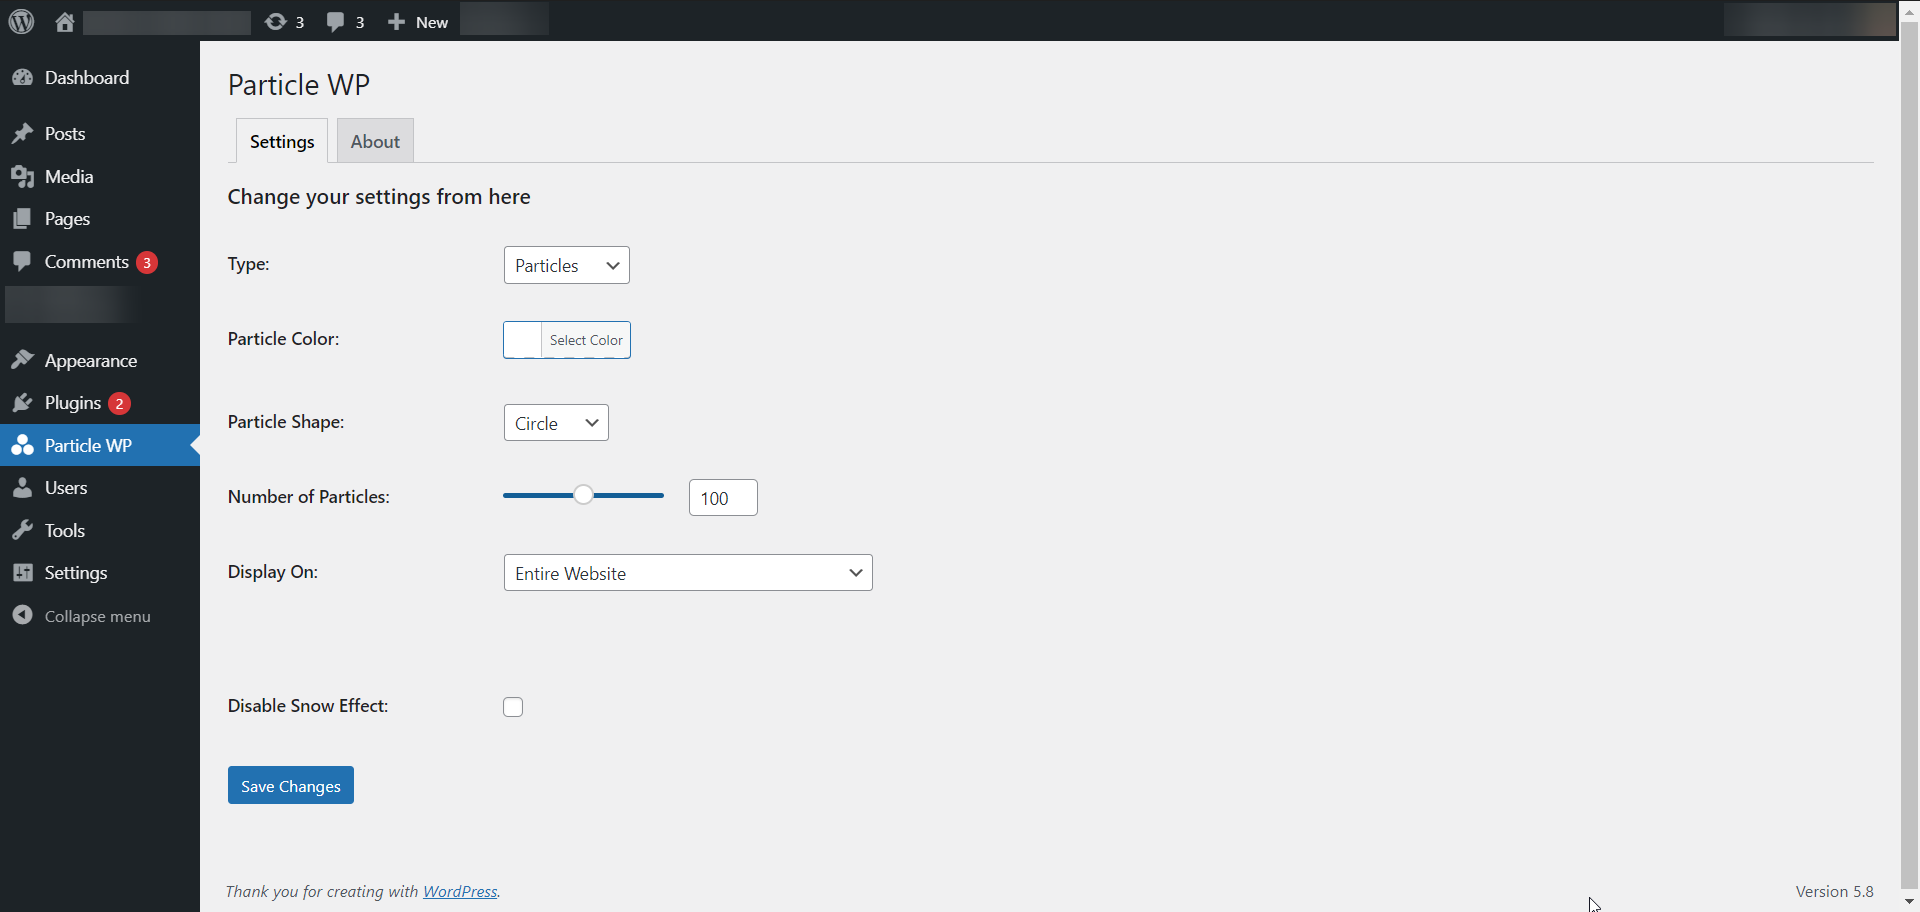 3
3
New
Dashboard
Posts
Media
Pages
Comments 3
Appearance
Plugins 2
Particle WP
Users
Tools
Settings
Collapse menu
Particle WP
Settings
About
Change your settings from here
Type:
Particles
Particle Color:
Select Color
Particle Shape:
Circle
Number of Particles:
100
Display On:
Entire Website
Disable Snow Effect:
Save Changes
Thank you for creating with WordPress.
Version 5.8